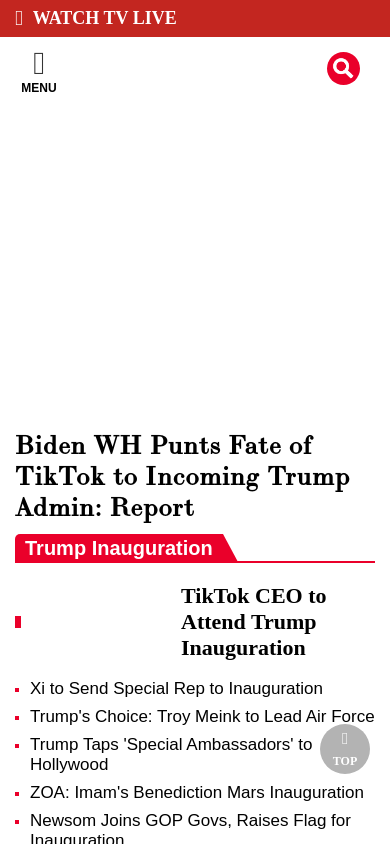 WATCH TV LIVE
MENU
Biden WH Punts Fate of
TikTok to Incoming Trump
Admin: Report
Trump Inauguration
TikTok CEO to
Attend Trump
Inauguration
Xi to Send Special Rep to Inauguration
Trump's Choice: Troy Meink to Lead Air Force
Trump Taps 'Special Ambassadors' to
Hollywood
TOP
ZOA: Imam's Benediction Mars Inauguration
Newsom Joins GOP Govs, Raises Flag for
Inauguration